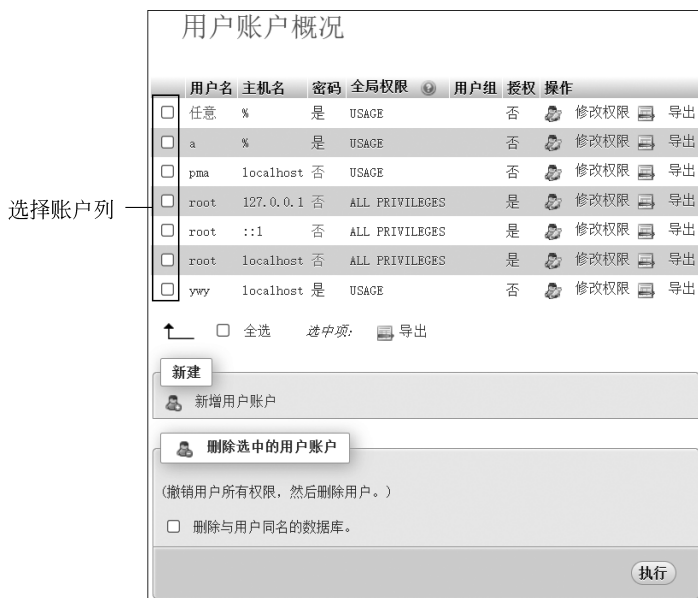 用户账户概况
用户名 主机名 密码 全局权限 用户组 授权 操作
任意 % 是 USAGE 否 修改权限 导出
a % 是 USAGE 否 修改权限 导出
pma localhost 否 USAGE 否 修改权限 导出
选择账户列
root 127.0.0.1 否 ALL PRIVILEGES 是 修改权限 导出
root ::1 否 ALL PRIVILEGES 是 修改权限 导出
root localhost 否 ALL PRIVILEGES 是 修改权限 导出
ywy localhost 是 USAGE 否 修改权限 导出
全选 选中项: 导出
新建
新增用户账户
删除选中的用户账户
(撤销用户所有权限，然后删除用户。)
删除与用户同名的数据库。
执行